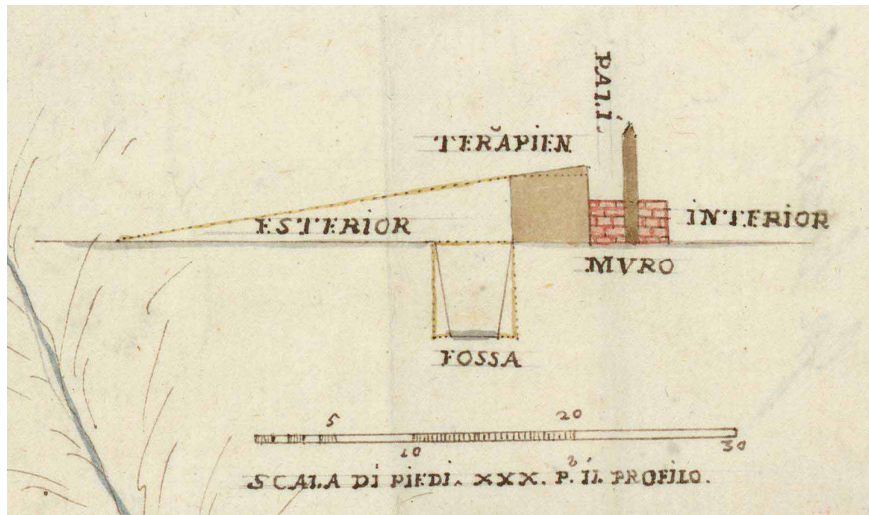 PALI.
TERAPIEN
ESTERIOR
INTERIOR
MVRO
FOSSA
5
20
10
30
SCALA DI PIEDI. XXX. P. IL PROFILO.